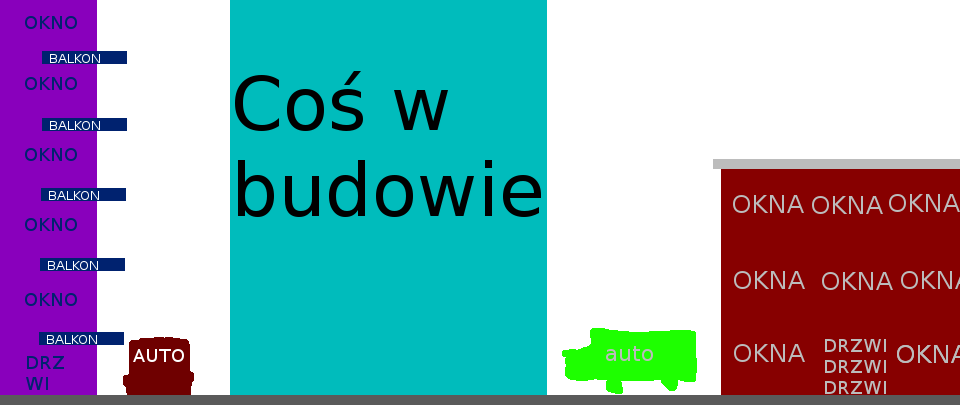 OKNO
BALKON
OKNO
BALKON
OKNO
BALKON
OKNO
BALKON
OKNO
BALKON
DRZ
WI
AUTO
Coś w
budowie
auto
OKNA OKNA OKNA
OKNA OKNA OKNA
OKNA DRZWI OKNA
DRZWI
DRZWI